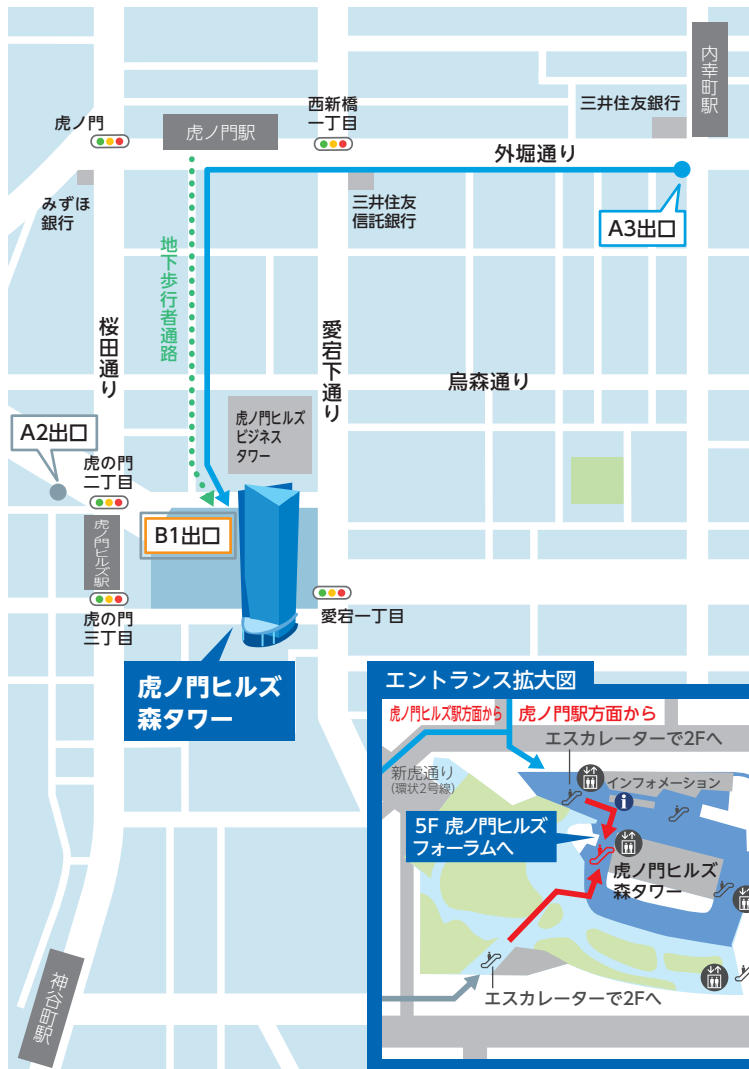 内幸町駅
西新橋
一丁目
三井住友銀行
虎ノ門
虎ノ門駅
外堀通り
みずほ
銀行
三井住友
信託銀行
A3出口
地下歩行者通路
桜田通り
愛宕下通り
烏森通り
虎ノ門ヒルズ
ビジネス
タワー
A2出口
虎の門
二丁目
B1出口
虎ノ門ヒルズ駅
虎の門
三丁目
愛宕一丁目
虎ノ門ヒルズ
森タワー
エントランス拡大図
虎ノ門ヒルズ駅方面から
虎ノ門駅方面から
エスカレーターで2Fへ
新虎通り
(環状2号線)
インフォメーション
i
5F 虎ノ門ヒルズ
フォーラムへ
虎ノ門ヒルズ
森タワー
エスカレーターで2Fへ
神谷町駅